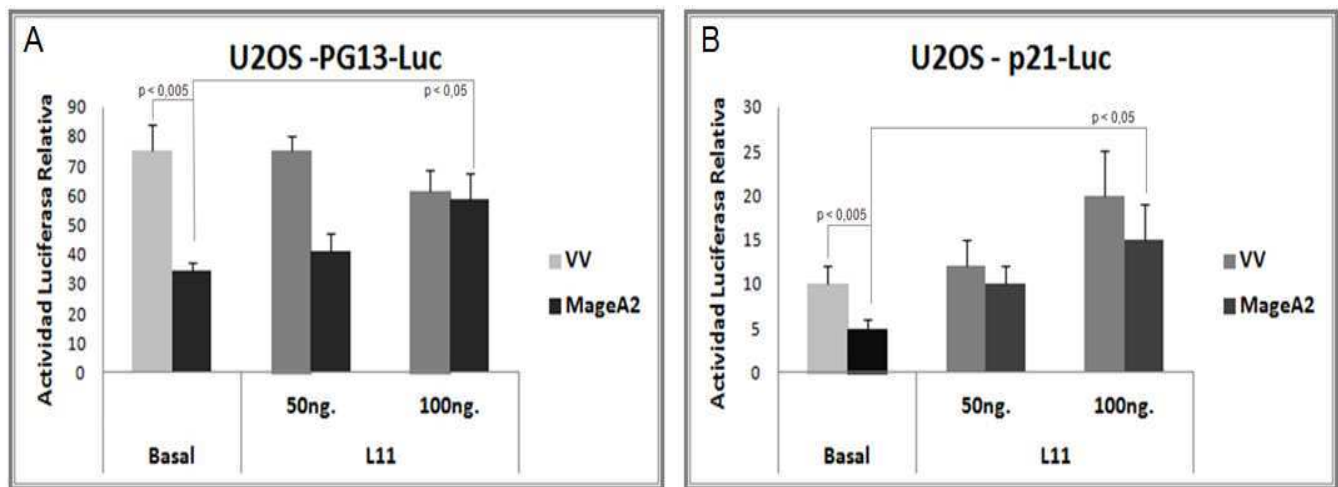 A
U2OS -PG13-Luc
p < 0,005
p < 0,05
Actividad Luciferasa Relativa
90
80
70
60
50
40
30
20
10
0
VV
MageA2
50ng.
100ng.
Basal
L11
B
U2OS - p21-Luc
p < 0,05
p < 0,005
Actividad Luciferasa Relativa
30
25
20
15
10
5
0
VV
MageA2
50ng.
100ng.
Basal
L11